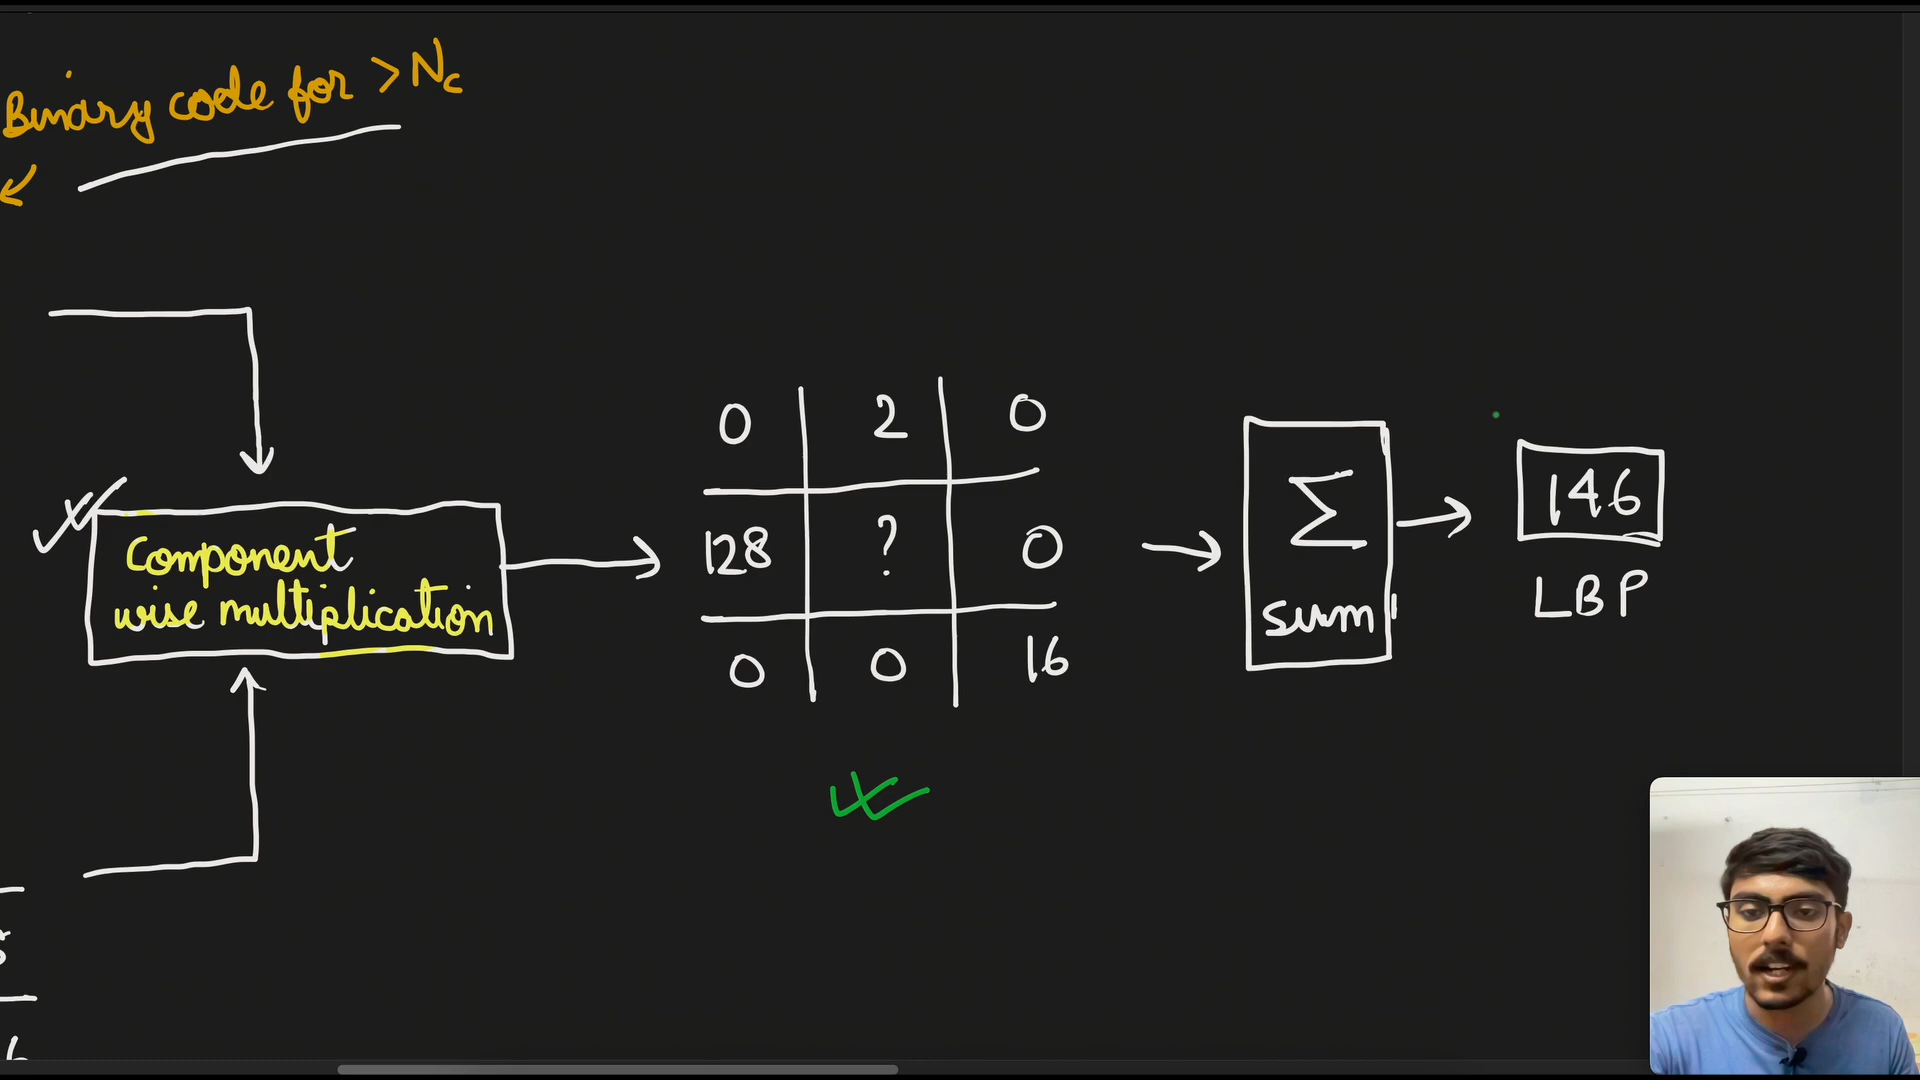 Binary code for > Nc
Component
wise multiplication
0 2 0
128 ? 0
0 0 16
Σ
sum
146
LBP